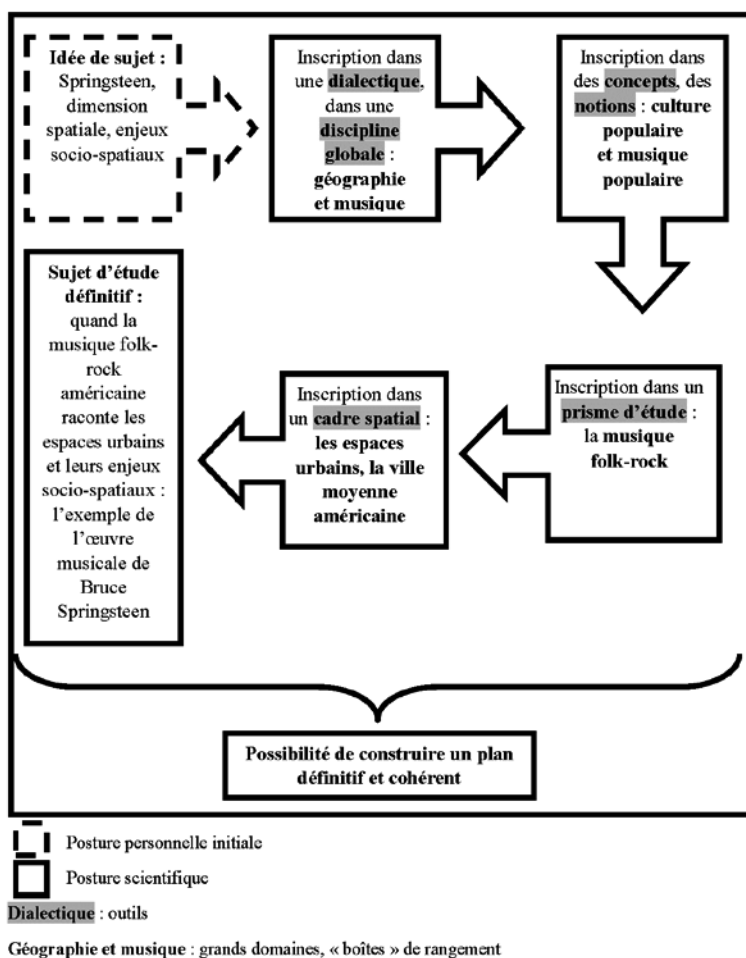 Idée de sujet :
Springsteen,
dimension
spatiale, enjeux
socio-spatiaux
Inscription dans
une dialectique,
dans une
discipline
globale :
géographie
et musique
Inscription dans
des concepts, des
notions : culture
populaire
et musique
populaire
Inscription dans un
prisme d'étude :
la musique
folk-rock
Inscription dans
un cadre spatial :
les espaces
urbains, la ville
moyenne
américaine
Sujet d'étude
définitif :
quand la
musique folk-
rock
américaine
raconte les
espaces urbains
et leurs enjeux
socio-spatiaux :
l'exemple de
l'œuvre
musicale de
Bruce
Springsteen
Possibilité de construire un plan
définitif et cohérent
Posture personnelle initiale
Posture scientifique
Dialectique : outils
Géographie et musique : grands domaines, « boîtes » de rangement